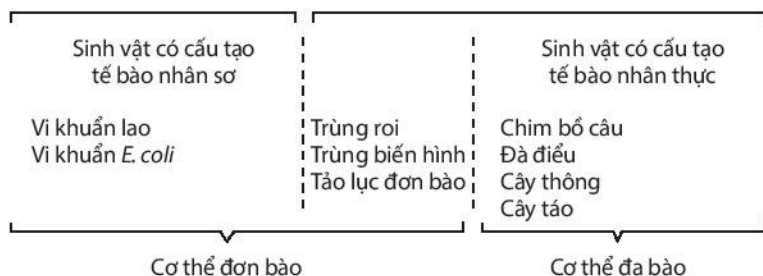 Sinh vật có cấu tạo
tế bào nhân sơ
Sinh vật có cấu tạo
tế bào nhân thực
Vi khuẩn lao
Vi khuẩn E. coli
Trùng roi
Trùng biến hình
Tảo lục đơn bào
Chim bồ câu
Đà điểu
Cây thông
Cây táo
Cơ thể đơn bào
Cơ thể đa bào